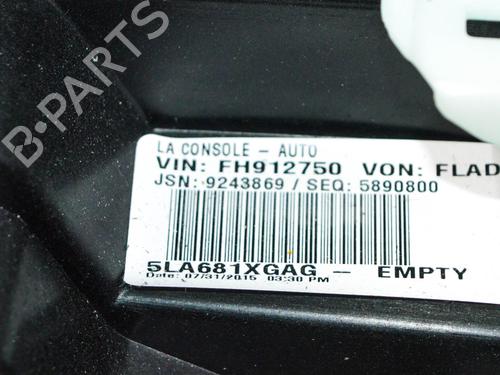 B-PARTS
LA CONSOLE - AUTO
VIN: FH912750 VON: FLAD
JSN: 9243869 / SEQ: 5890800
5LA681XGAG - EMPTY
Date: 07/31/2015 03:30 PM